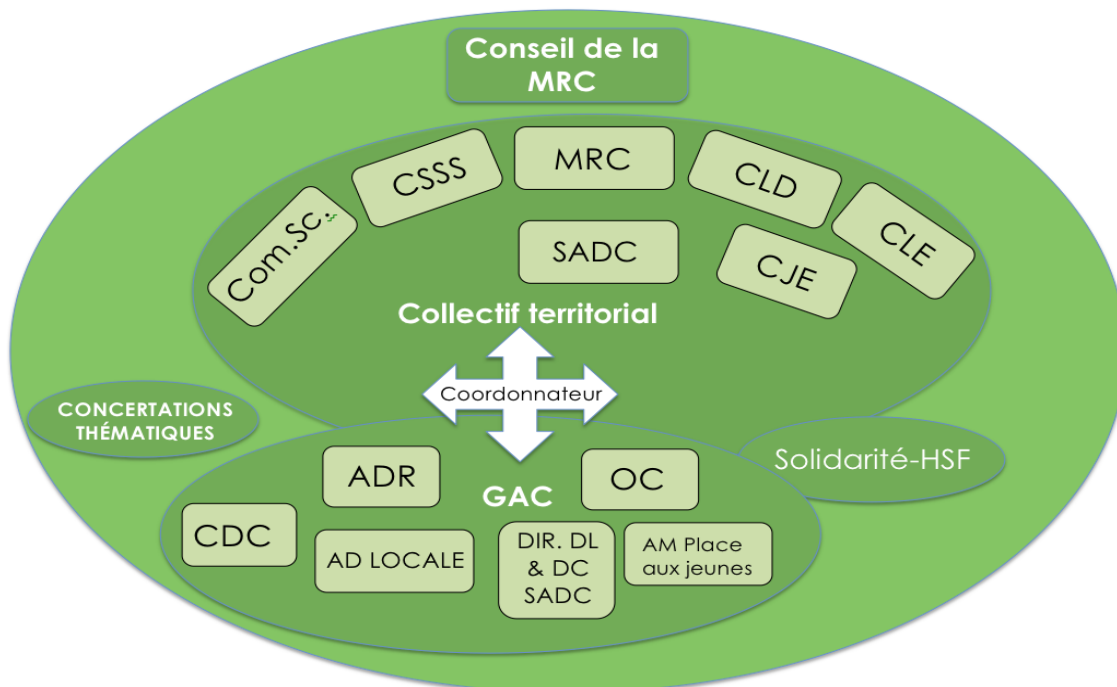 Conseil de la
MRC
MRC
CSSS
CLD
Com.Sc.
CLE
SADC
CJE
Collectif territorial
Coordonnateur
CONCERTATIONS
THÉMATIQUES
Solidarité-HSF
ADR
OC
GAC
CDC
AD LOCALE
DIR. DL
& DC
SADC
AM Place
aux jeunes